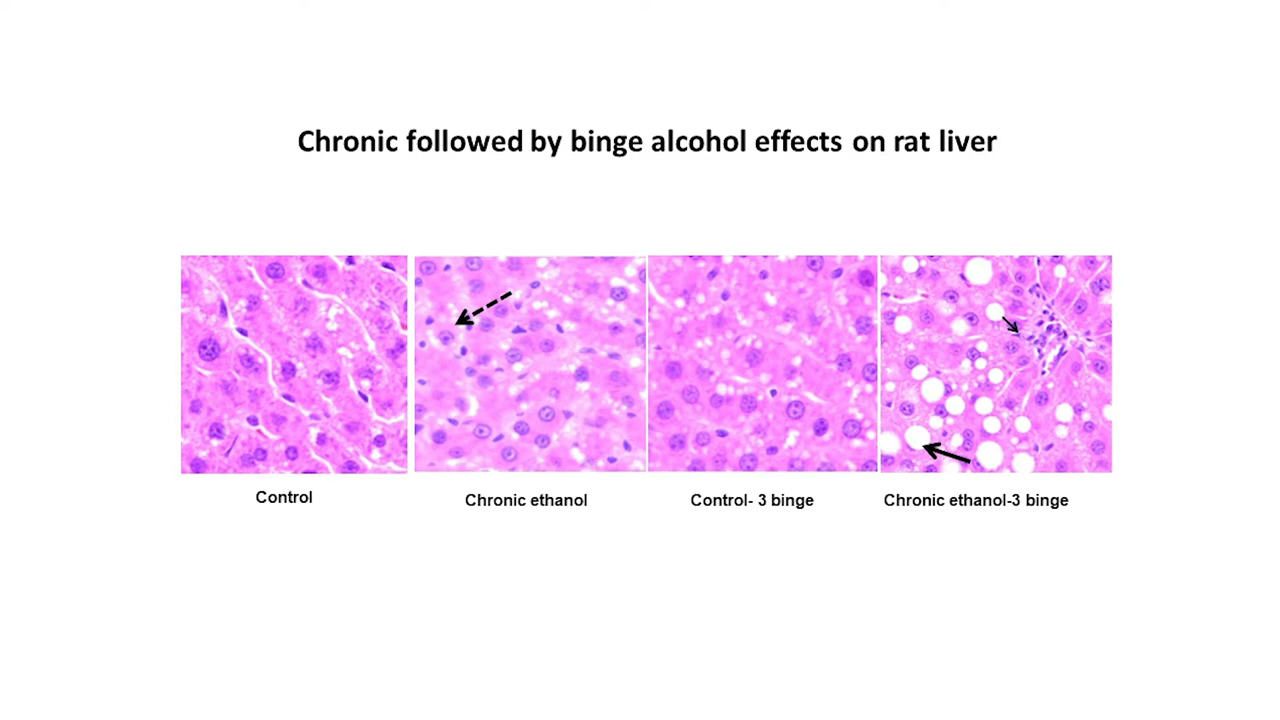 Chronic followed by binge alcohol effects on rat liver
Control
Chronic ethanol
Control- 3 binge
Chronic ethanol-3 binge